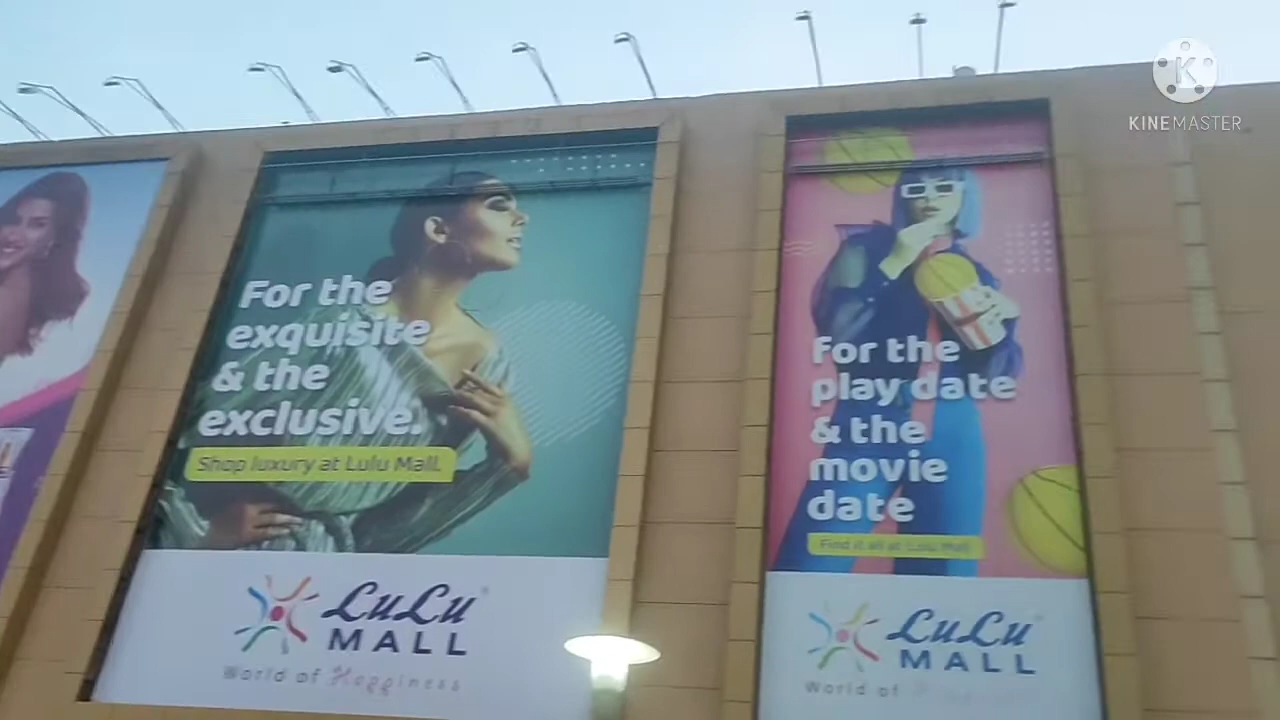 For the
exquisite
& the
exclusive.
Shop luxury at Lulu Mall.
LuLu
MALL
World of Happiness
For the
play date
& the
movie
date
Find it all at Lulu Mall
LuLu
MALL
World of
K
KINEMASTER